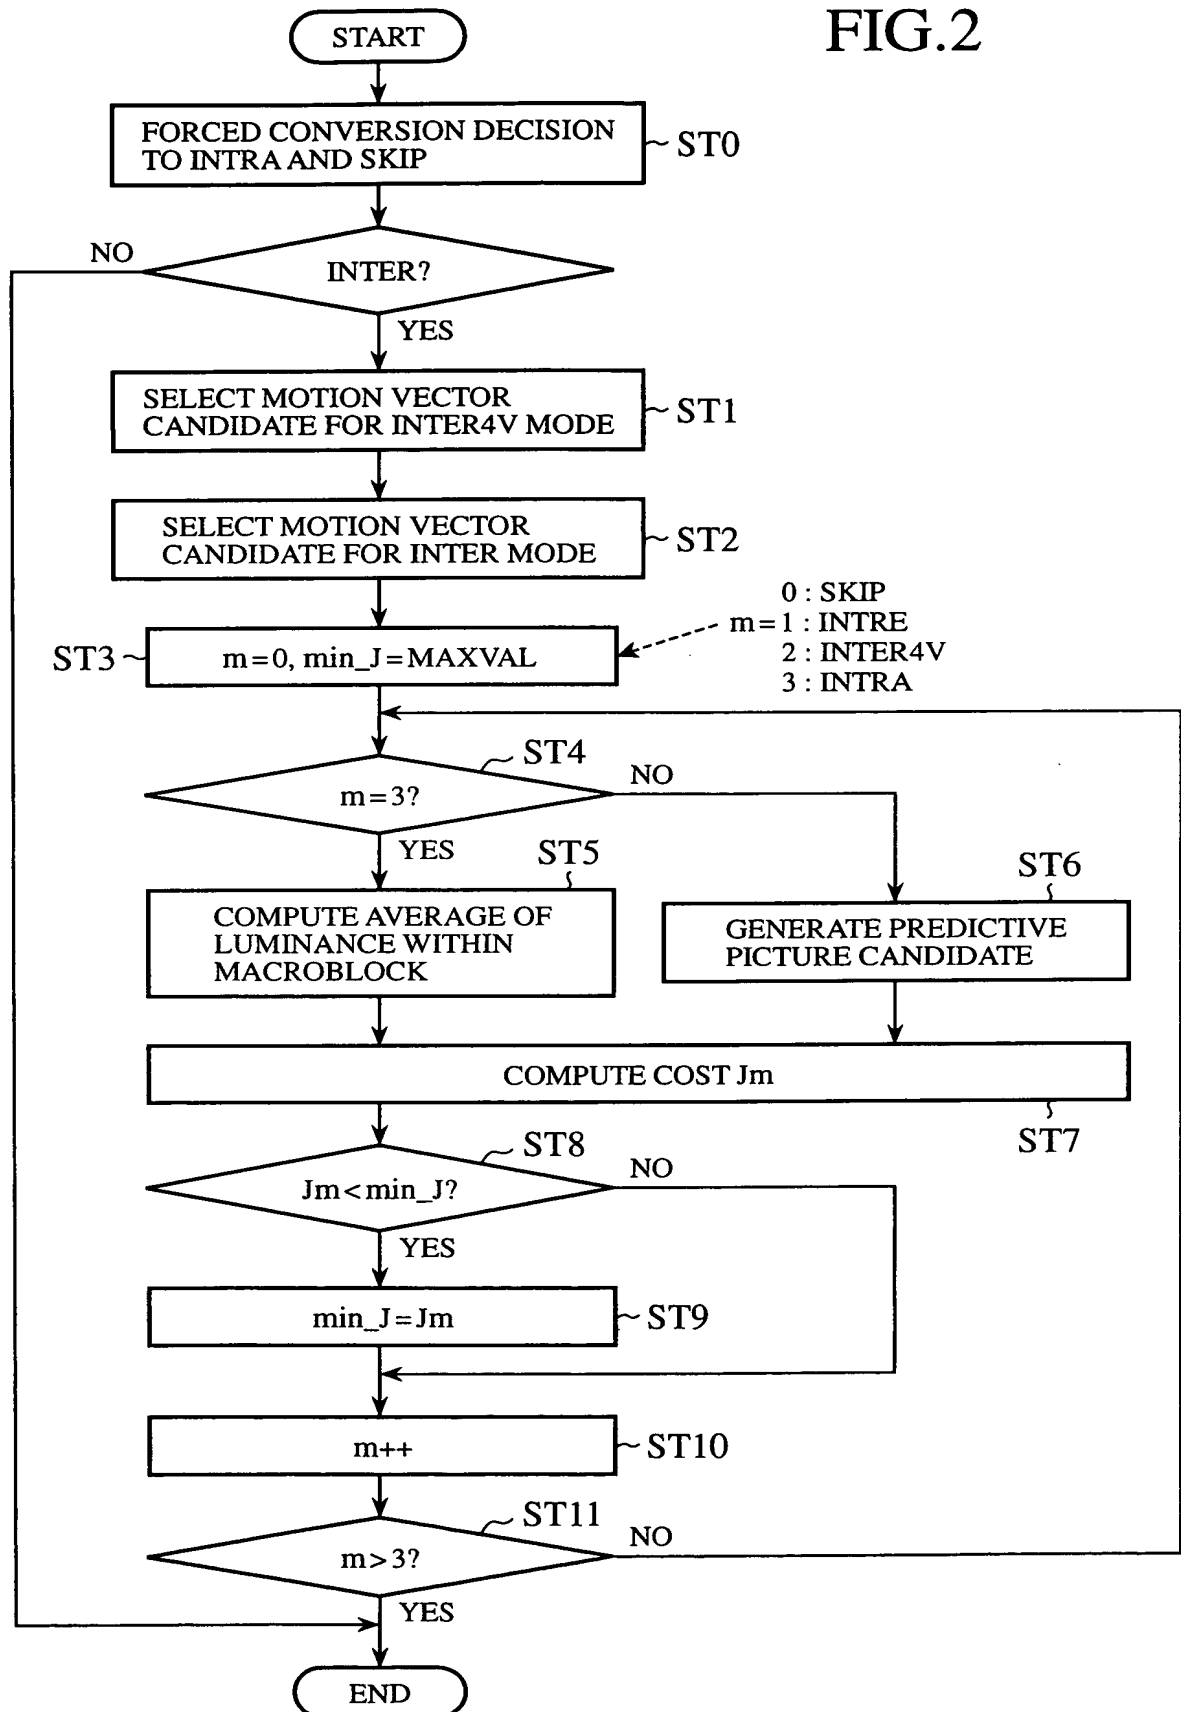 FIG.2
START
FORCED CONVERSION DECISION
TO INTRA AND SKIP
ST0
INTER?
NO
YES
SELECT MOTION VECTOR
CANDIDATE FOR INTER4V MODE
ST1
SELECT MOTION VECTOR
CANDIDATE FOR INTER MODE
ST2
ST3
m=0, min_J=MAXVAL
0 : SKIP
m=1 : INTRE
2 : INTER4V
3 : INTRA
ST4
m=3?
NO
YES
ST5
COMPUTE AVERAGE OF
LUMINANCE WITHIN
MACROBLOCK
ST6
GENERATE PREDICTIVE
PICTURE CANDIDATE
COMPUTE COST Jm
ST7
ST8
Jm<min_J?
NO
YES
min_J=Jm
ST9
m++
ST10
ST11
m>3?
NO
YES
END